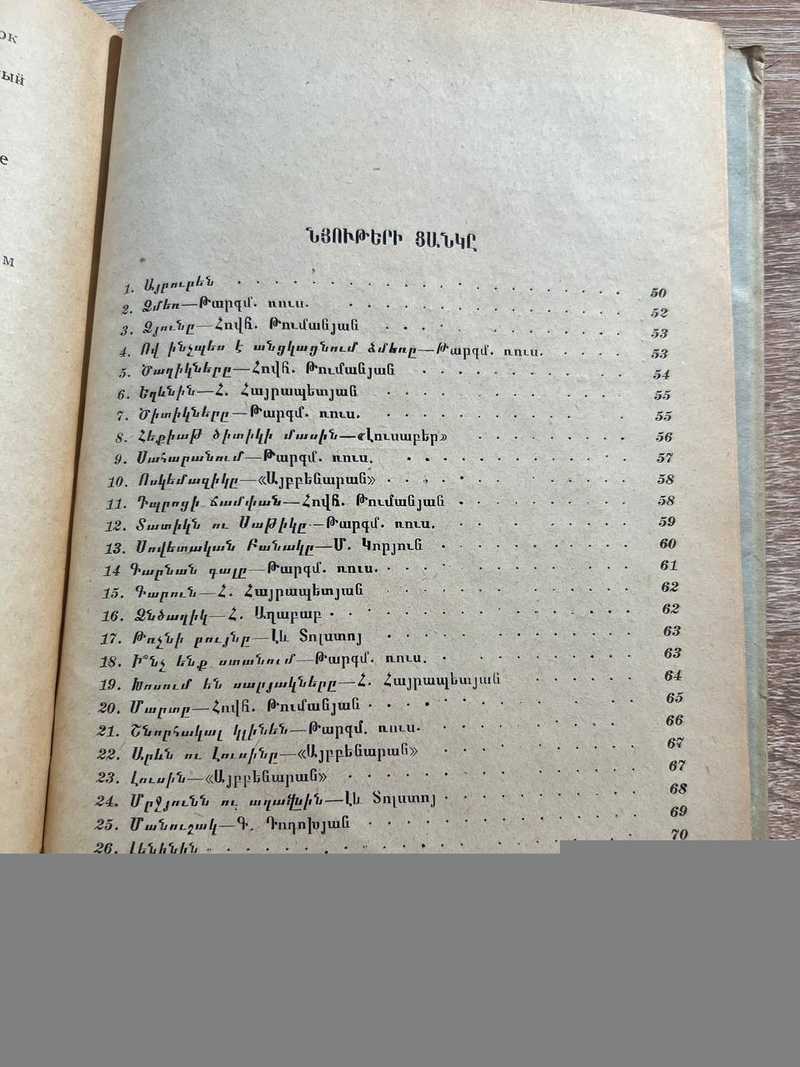 ок
ый
е
м
ՆՅՈՒԹԵՐԻ ՑԱՆԿԸ
1. Այբուբեն . . . 50
2. Ձմեռ—Թարգմ. ռուս. . . . 52
3. Ձյունը—Հովհ. Թումանյան . . . 53
4. Ով ինչպես է անցկացնում ձմեռը—Թարգմ. ռուս. . . . 53
5. Ծաղիկները—Հովհ. Թումանյան . . . 54
6. Եղևնին—Հ. Հայրապետյան . . . 55
7. Ծիտիկները—Թարգմ. ռուս. . . . 55
8. Հեքիաթ ծիտիկի մասին—«Լուսաբեր» . . . 56
9. Սահարանում—Թարգմ. ռուս. . . . 57
10. Ոսկեմազիկը—«Այբբենարան» . . . 58
11. Դպրոցի ճամփան—Հովհ. Թումանյան . . . 58
12. Տատիկն ու Սաթիկը—Թարգմ. ռուս. . . . 59
13. Սովետական Բանակը—Մ. Կորյուն . . . 60
14 Գարնան գալը—Թարգմ. ռուս. . . . 61
15. Գարուն—Հ. Հայրապետյան . . . 62
16. Ձնծաղիկ—Հ. Աղաբաբ . . . 62
17. Թռչնի բույնը—Լև Տոլստոյ . . . 63
18. Ի՞նչ ենք ստանում—Թարգմ. ռուս. . . . 63
19. Խոսում են սարյակները—Հ. Հայրապետյան . . . 64
20. Մարտը—Հովհ. Թումանյան . . . 65
21. Շնորհակալ կլինեն—Թարգմ. ռուս. . . . 66
22. Արևն ու Լուսինը—«Այբբենարան» . . . 67
23. Լուսին—«Այբբենարան» . . . 67
24. Մրջյունն ու աղավնին—Լև Տոլստոյ . . . 68
25. Մանուշակ—Գ. Դոդոխյան . . . 69
26. Լենինին . . . 70